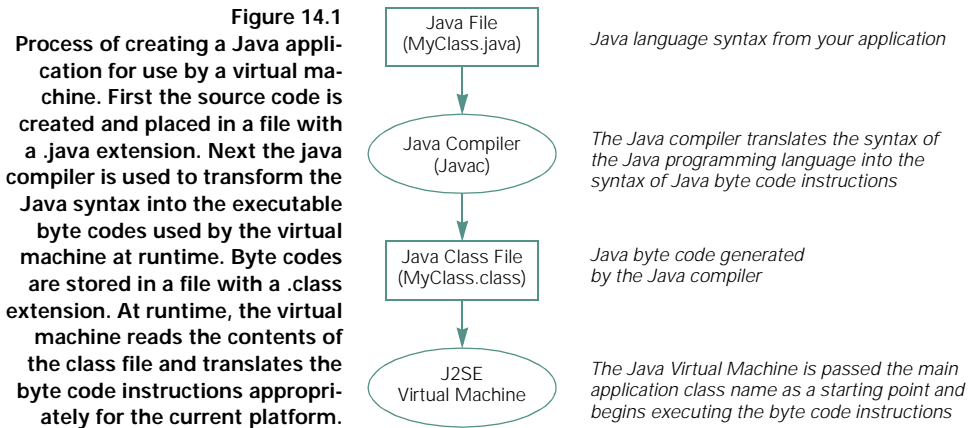 Figure 14.1
Process of creating a Java appli-
cation for use by a virtual ma-
chine. First the source code is
created and placed in a file with
a .java extension. Next the java
compiler is used to transform the
Java syntax into the executable
byte codes used by the virtual
machine at runtime. Byte codes
are stored in a file with a .class
extension. At runtime, the virtual
machine reads the contents of
the class file and translates the
byte code instructions appropri-
ately for the current platform.
Java File
(MyClass.java)
Java language syntax from your application
Java Compiler
(Javac)
The Java compiler translates the syntax of
the Java programming language into the
syntax of Java byte code instructions
Java Class File
(MyClass.class)
Java byte code generated
by the Java compiler
J2SE
Virtual Machine
The Java Virtual Machine is passed the main
application class name as a starting point and
begins executing the byte code instructions